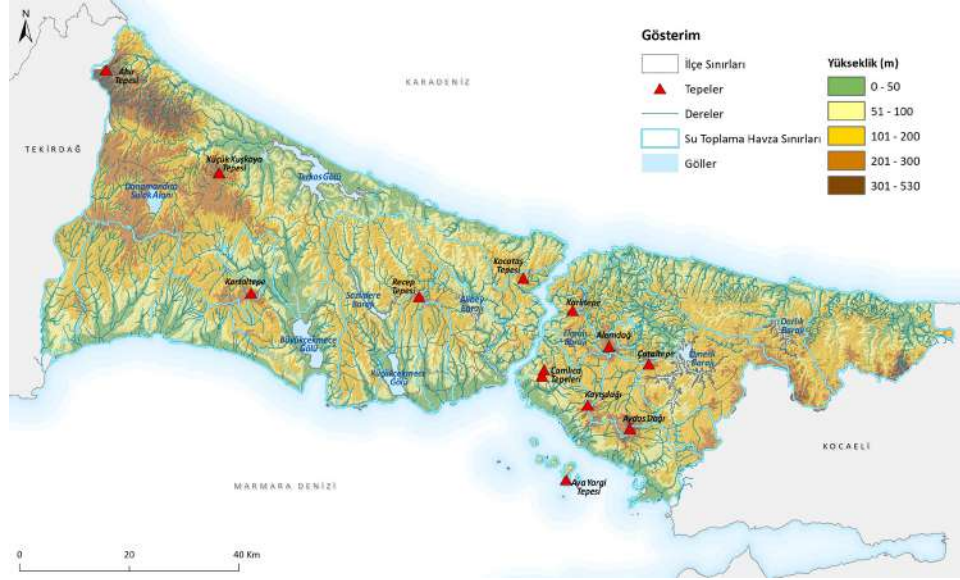 N
Gösterim
İlçe Sınırları
Tepeler
Dereler
Su Toplama Havza Sınırları
Göller
Yükseklik (m)
0 - 50
51 - 100
101 - 200
201 - 300
301 - 530
KARADENİZ
TEKİRDAĞ
KOCAELİ
MARMARA DENİZİ
Tepesi
Küçük Kuşkaya
Tepesi
Danamandıra
Sulak Alanı
Terkos Gölü
Kartaltepe
Recep
Tepesi
Kocataş
Tepesi
Sazlıdere
Barajı
Alibey
Barajı
Büyükçekmece
Gölü
Küçükçekmece
Gölü
Karlıtepe
Elmalı
Barajı
Alemdağ
Çataltepe
Ömerli
Barajı
Darlık
Barajı
Çamlıca
Tepeleri
Kayışdağı
Aydos Dağı
Aya Yorgi
Tepesi
0
20
40 Km